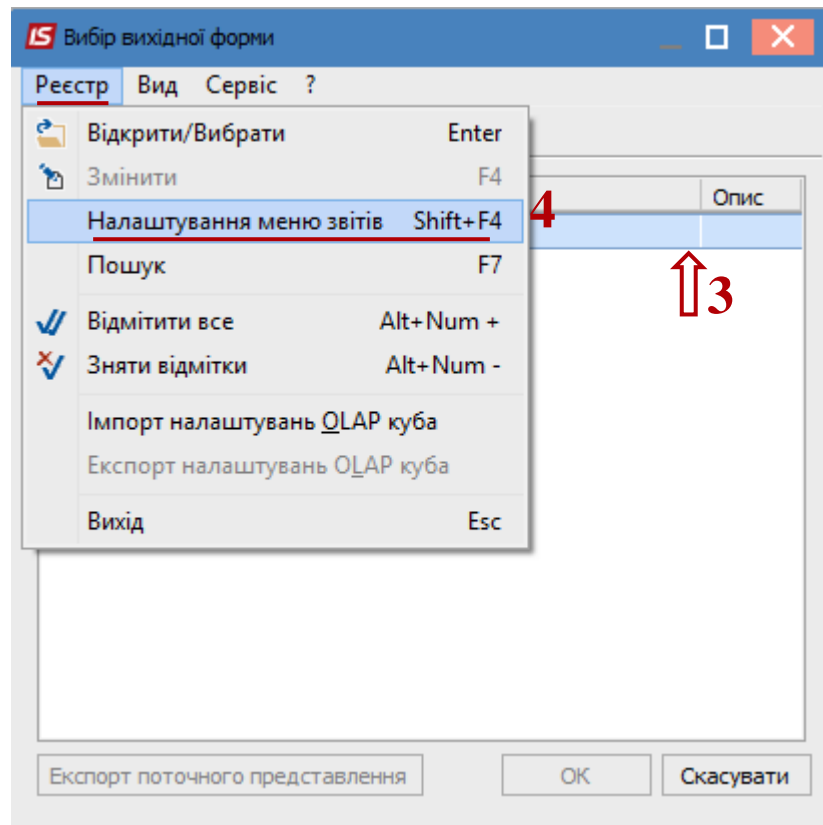 IS Вибір вихідної форми
Реєстр Вид Сервіс ?
Відкрити/Вибрати Enter
Змінити F4
Опис
Налаштування меню звітів Shift+F4 4
Пошук F7
3
Відмітити все Alt+Num +
Зняти відмітки Alt+Num -
Імпорт налаштувань OLAP куба
Експорт налаштувань OLAP куба
Вихід Esc
Експорт поточного представлення OK Скасувати